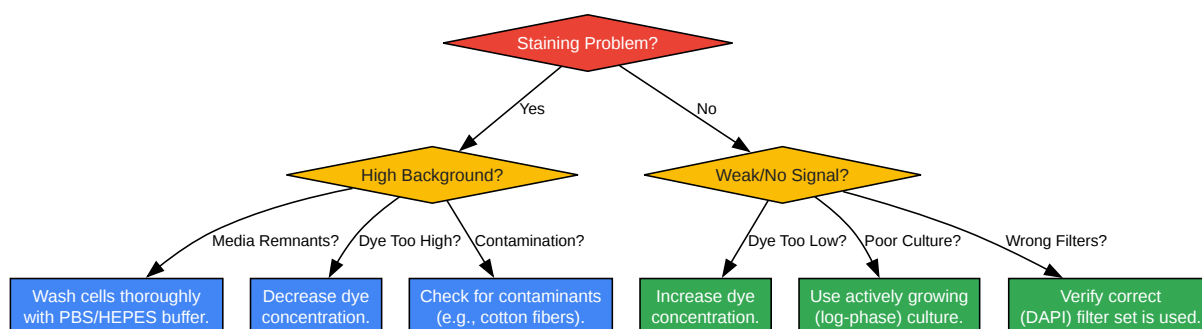 Staining Problem?
Yes
No
High Background?
Weak/No Signal?
Media Remnants?
Dye Too High?
Contamination?
Dye Too Low?
Poor Culture?
Wrong Filters?
Wash cells thoroughly
with PBS/HEPES buffer.
Decrease dye
concentration.
Check for contaminants
(e.g., cotton fibers).
Increase dye
concentration.
Use actively growing
(log-phase) culture.
Verify correct
(DAPI) filter set is used.